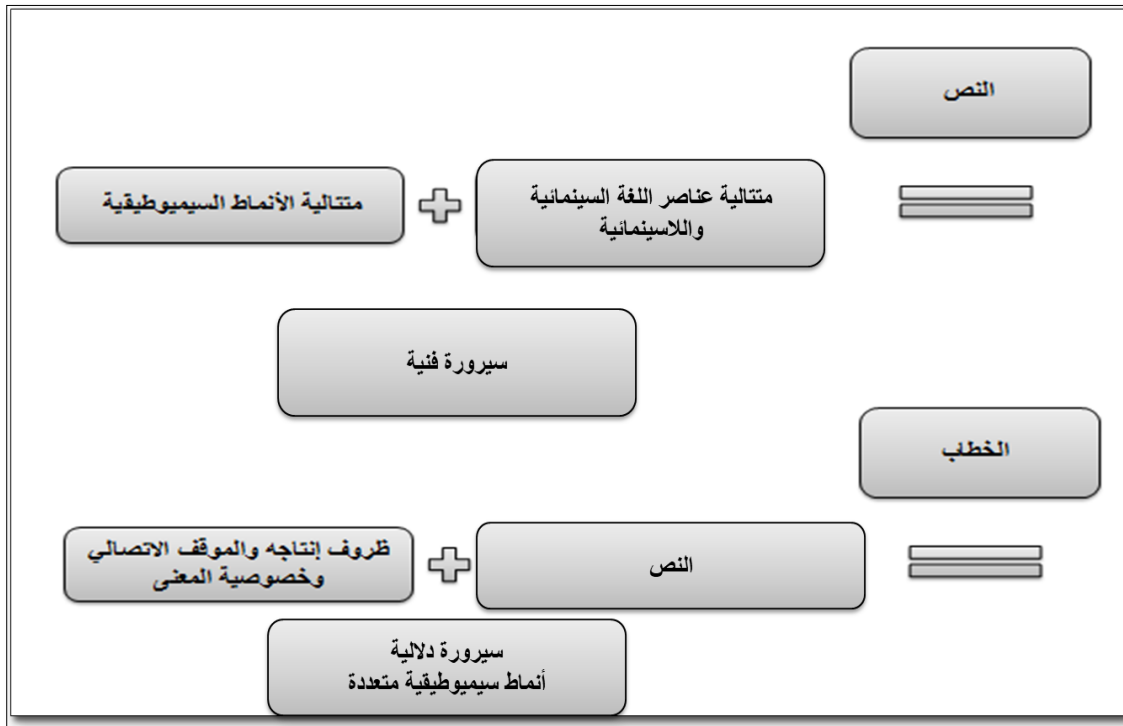 النص
متتالية عناصر اللغة السينمائية
واللاسينمائية
متتالية الأنماط السيميوطيقية
سيرورة فنية
الخطاب
النص
ظروف إنتاجه والموقف الاتصالي
وخصوصية المعنى
سيرورة دلالية
أنماط سيميوطيقية متعددة